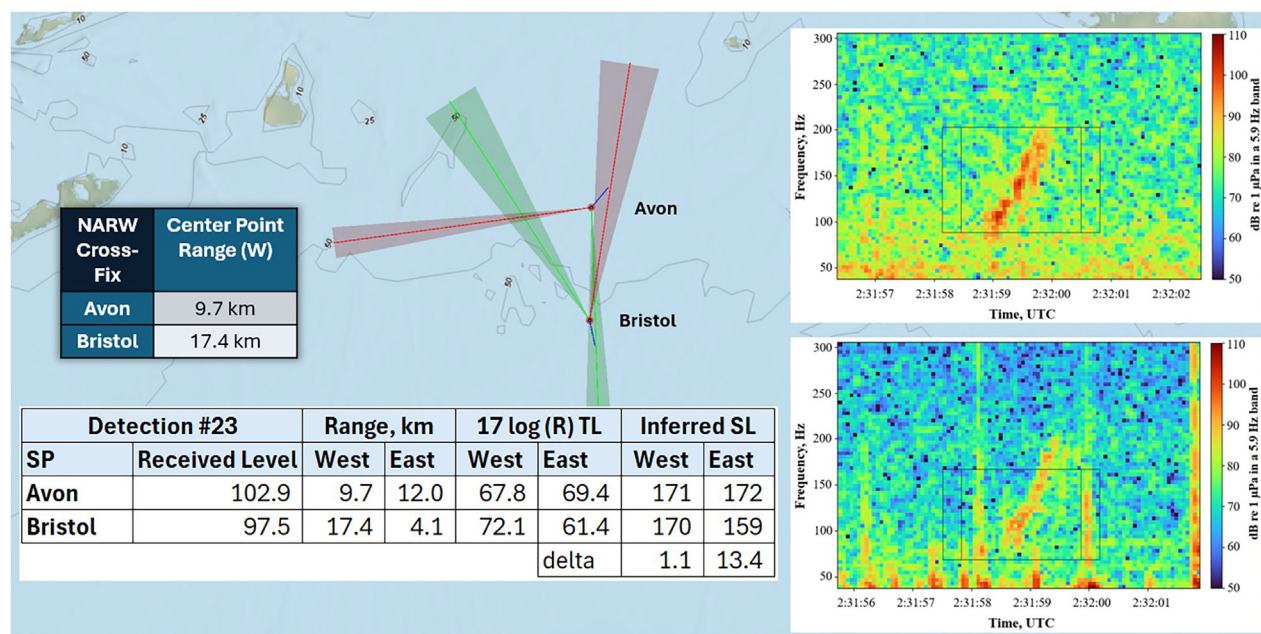 10
50
10
50
25
25
10
10
50
50
50
50
Avon
Bristol
NARW Cross-Fix Center Point Range (W)
Avon 9.7 km
Bristol 17.4 km
Detection #23 Range, km 17 log (R) TL Inferred SL
SP Received Level West East West East West East
Avon 102.9 9.7 12.0 67.8 69.4 171 172
Bristol 97.5 17.4 4.1 72.1 61.4 170 159
delta 1.1 13.4
300
250
200
150
100
50
Frequency, Hz
2:31:57 2:31:58 2:31:59 2:32:00 2:32:01 2:32:02
Time, UTC
110
100
90
80
70
60
50
dB re 1 µPa in a 5.9 Hz band
300
250
200
150
100
50
Frequency, Hz
2:31:56 2:31:57 2:31:58 2:31:59 2:32:00 2:32:01
Time, UTC
110
100
90
80
70
60
50
dB re 1 µPa in a 5.9 Hz band